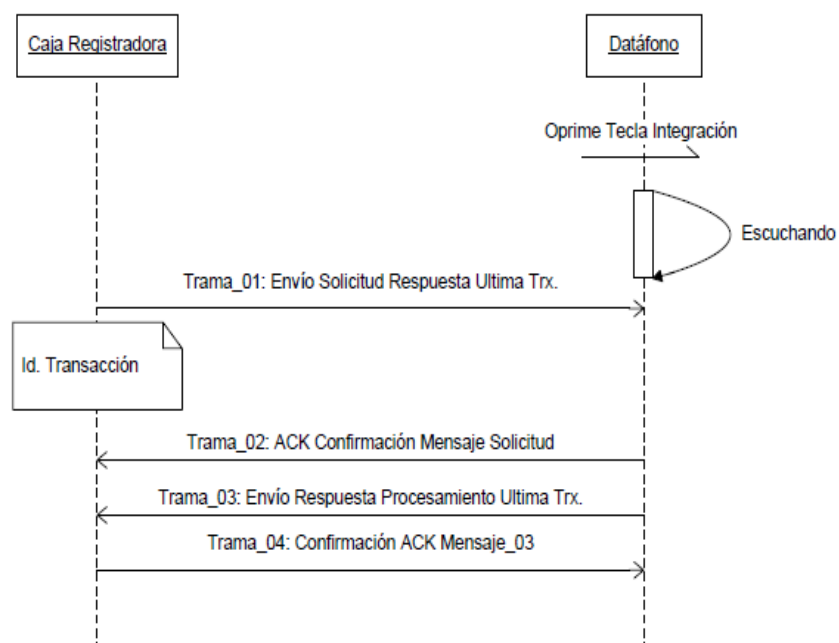 Caja Registradora
Datáfono
Oprime Tecla Integración
Escuchando
Trama_01: Envío Solicitud Respuesta Ultima Trx.
Id. Transacción
Trama_02: ACK Confirmación Mensaje Solicitud
Trama_03: Envío Respuesta Procesamiento Ultima Trx.
Trama_04: Confirmación ACK Mensaje_03